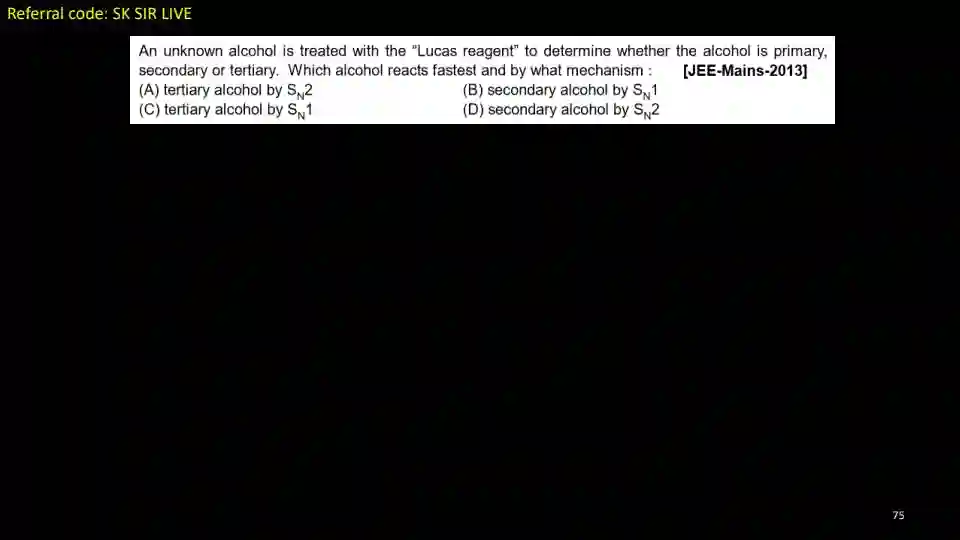 Referral code: SK SIR LIVE
An unknown alcohol is treated with the “Lucas reagent” to determine whether the alcohol is primary,
secondary or tertiary. Which alcohol reacts fastest and by what mechanism : [JEE-Mains-2013]
(A) tertiary alcohol by SN2 (B) secondary alcohol by SN1
(C) tertiary alcohol by SN1 (D) secondary alcohol by SN2
75